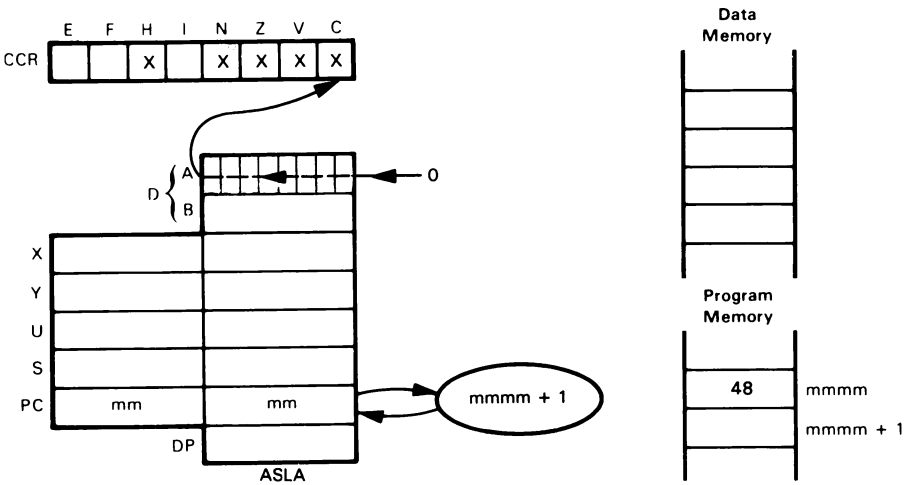 E F H I N Z V C
CCR X X X X X
A
D
B
0
X
Y
U
S
PC mm mm
mmmm + 1
DP
ASLA
Data
Memory
Program
Memory
48 mmmm
mmmm + 1